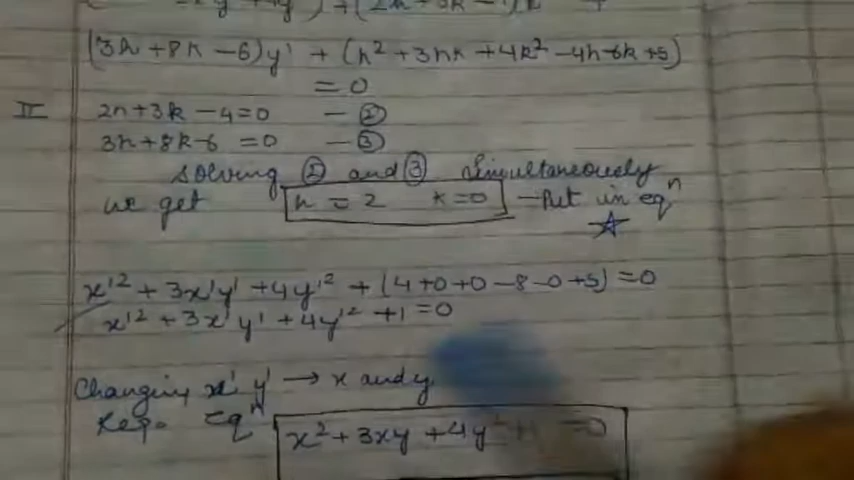 (3h + 8k - 6)y' + (h² + 3hk + 4k² - 4h - 6k + 5)
= 0
II 2h + 3k - 4 = 0 - ②
3h + 8k - 6 = 0 - ③
Solving ② and ③ Simultaneously
we get h = 2 k = 0 - Put in eqⁿ
☆
x'² + 3x'y' + 4y'² + (4 + 0 + 0 - 8 - 0 + 5) = 0
x'² + 3x'y' + 4y'² + 1 = 0
Changing x' y' → x and y
Req. eqⁿ x² + 3xy + 4y² + = 0